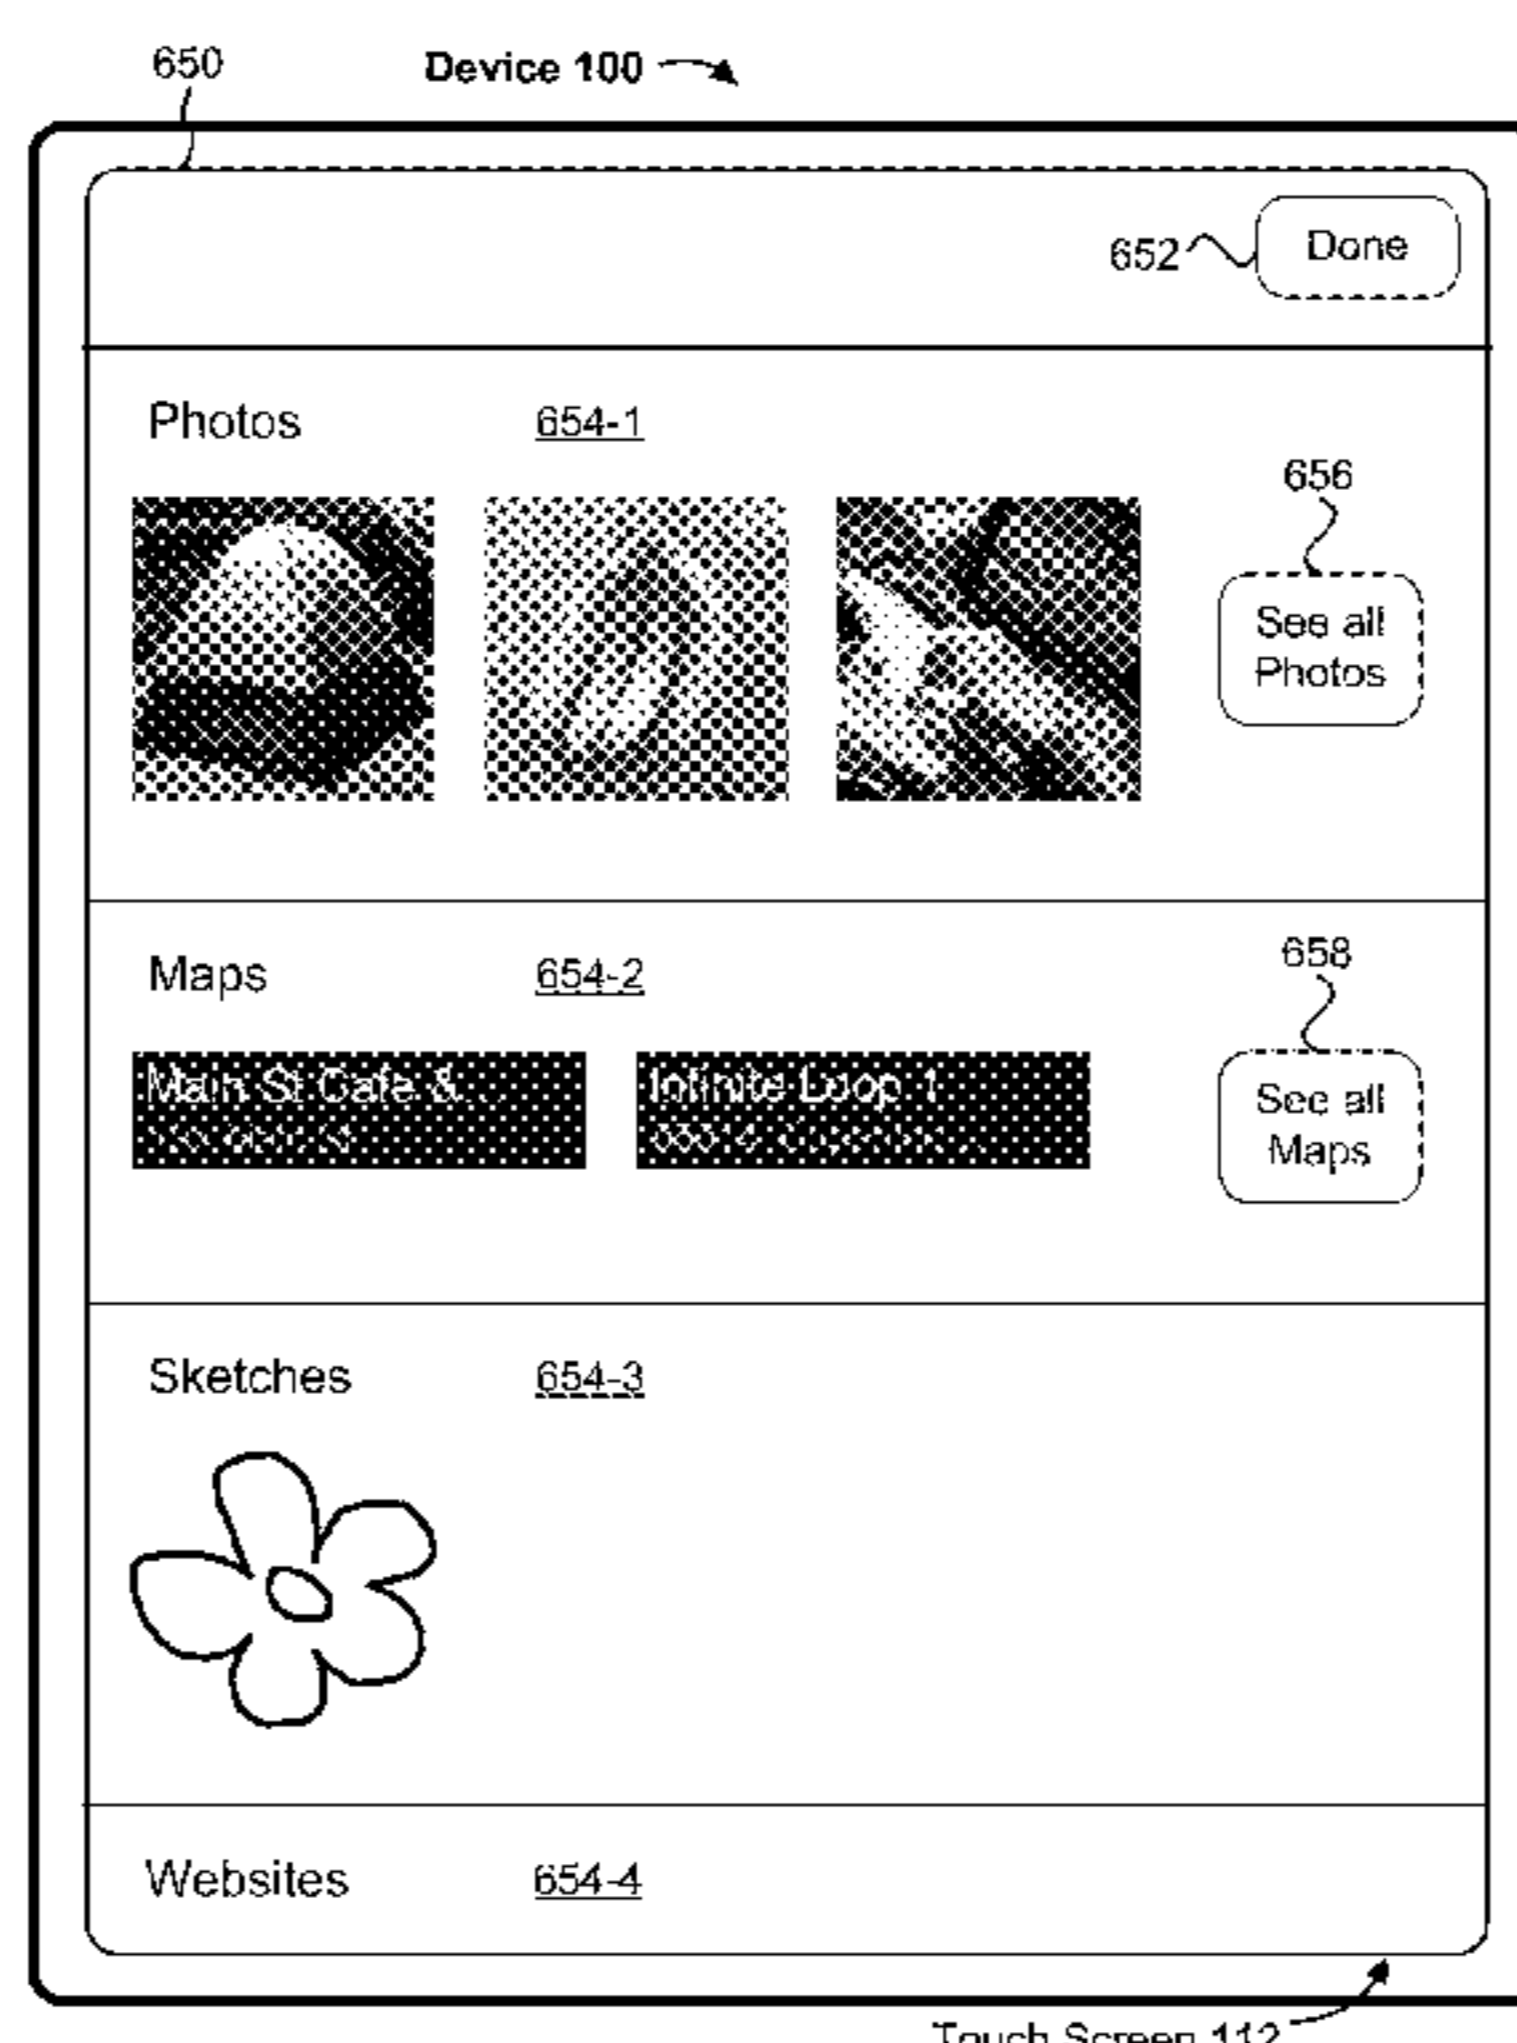 650
Device 100
652
Done
Photos
654-1
656
See all
Photos
Maps
654-2
658
Main St Cafe &
Infinite Loop 1
See all
Maps
Sketches
654-3
Websites
654-4
Touch Screen 112